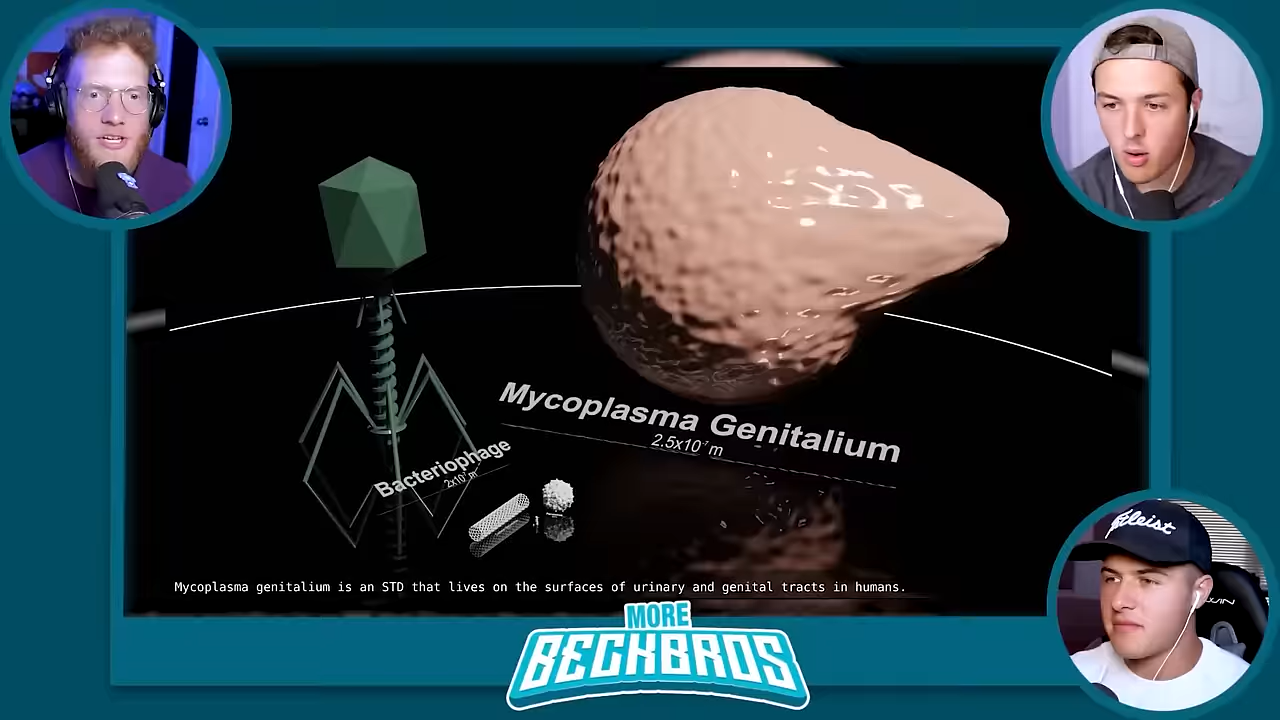 Mycoplasma Genitalium
2.5x10⁻⁷ m
Bacteriophage
Mycoplasma genitalium is an STD that lives on the surfaces of urinary and genital tracts in humans.
MORE
BECKBROS
Titleist